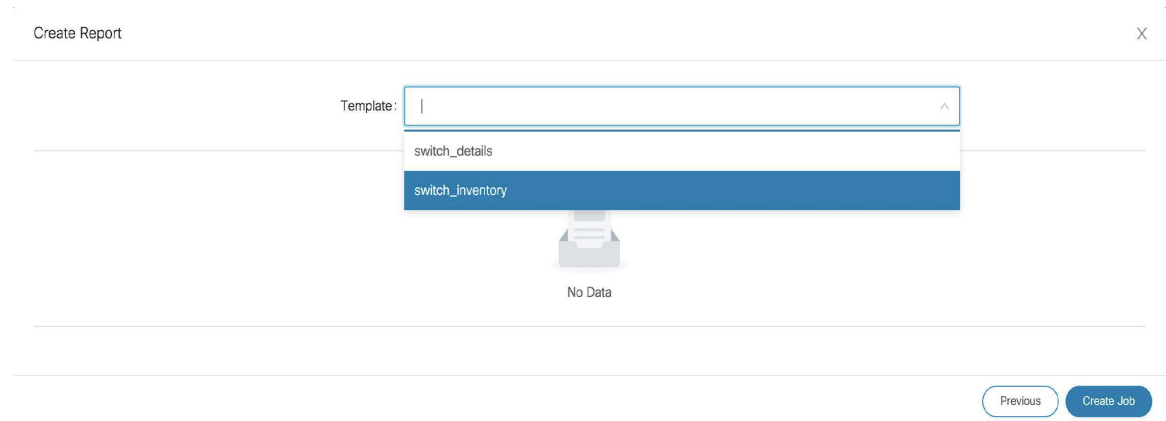 Create Report
X
Template:
switch_details
switch_inventory
No Data
Previous
Create Job